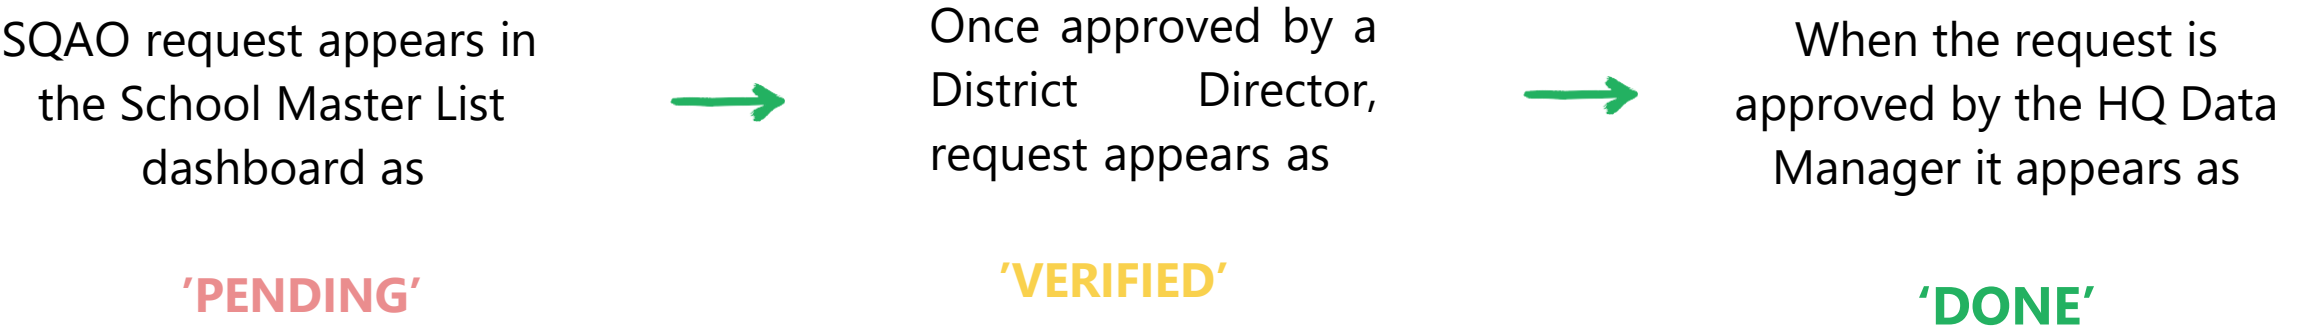 SQAO request appears in
the School Master List
dashboard as
’PENDING’
Once approved by a
District Director,
request appears as
’VERIFIED’
When the request is
approved by the HQ Data
Manager it appears as
‘DONE’